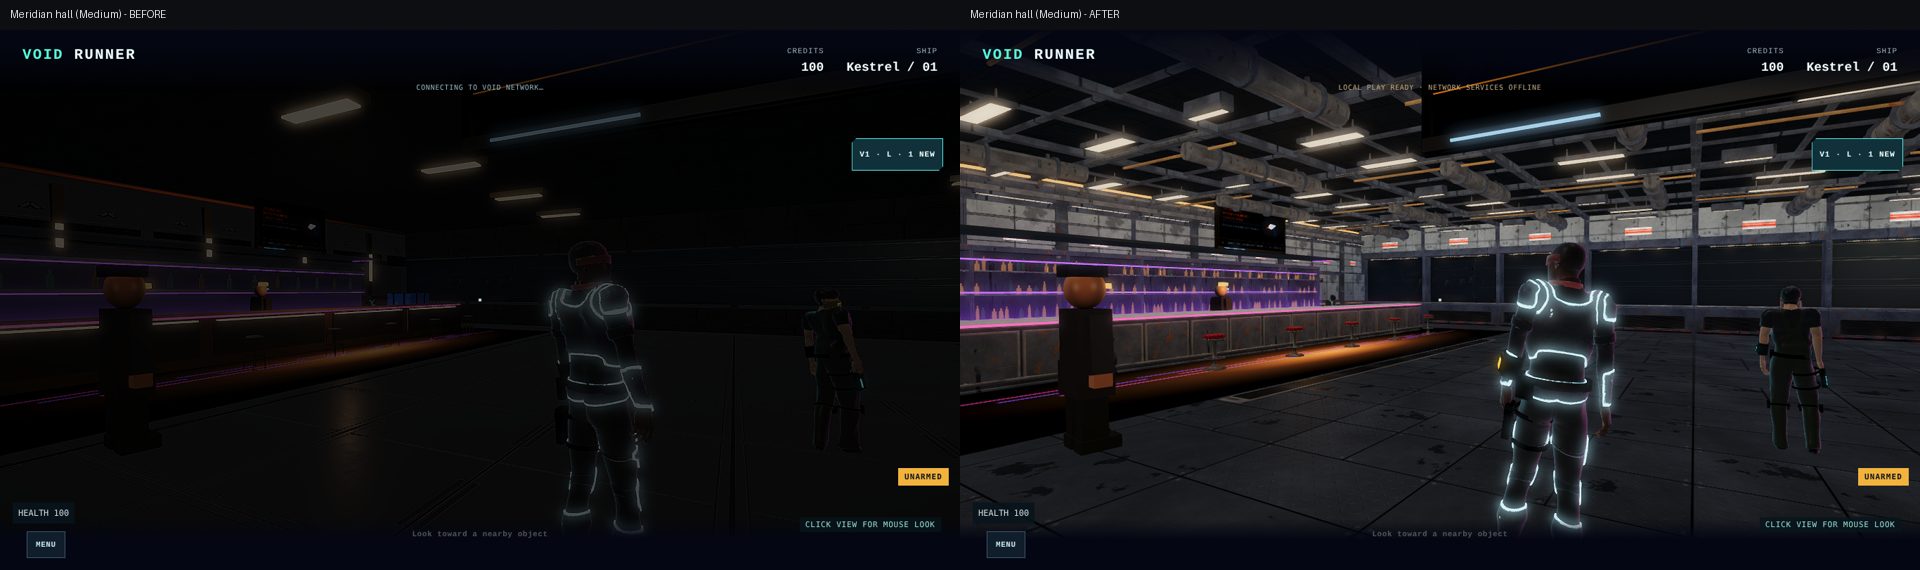 Meridian hall (Medium) - BEFORE
VOID RUNNER
CREDITS
100
SHIP
Kestrel / 01
CONNECTING TO VOID NETWORK…
V1 · L · 1 NEW
UNARMED
HEALTH 100
CLICK VIEW FOR MOUSE LOOK
Look toward a nearby object
MENU
Meridian hall (Medium) - AFTER
VOID RUNNER
CREDITS
100
SHIP
Kestrel / 01
LOCAL PLAY READY · NETWORK SERVICES OFFLINE
V1 · L · 1 NEW
UNARMED
HEALTH 100
CLICK VIEW FOR MOUSE LOOK
Look toward a nearby object
MENU